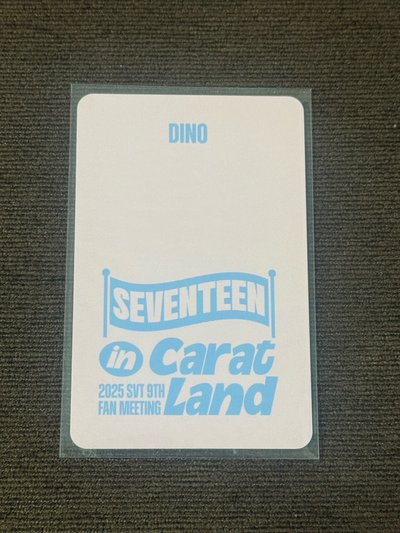 DINO
SEVENTEEN
in Carat
2025 SVT 9TH
FAN MEETING
Land